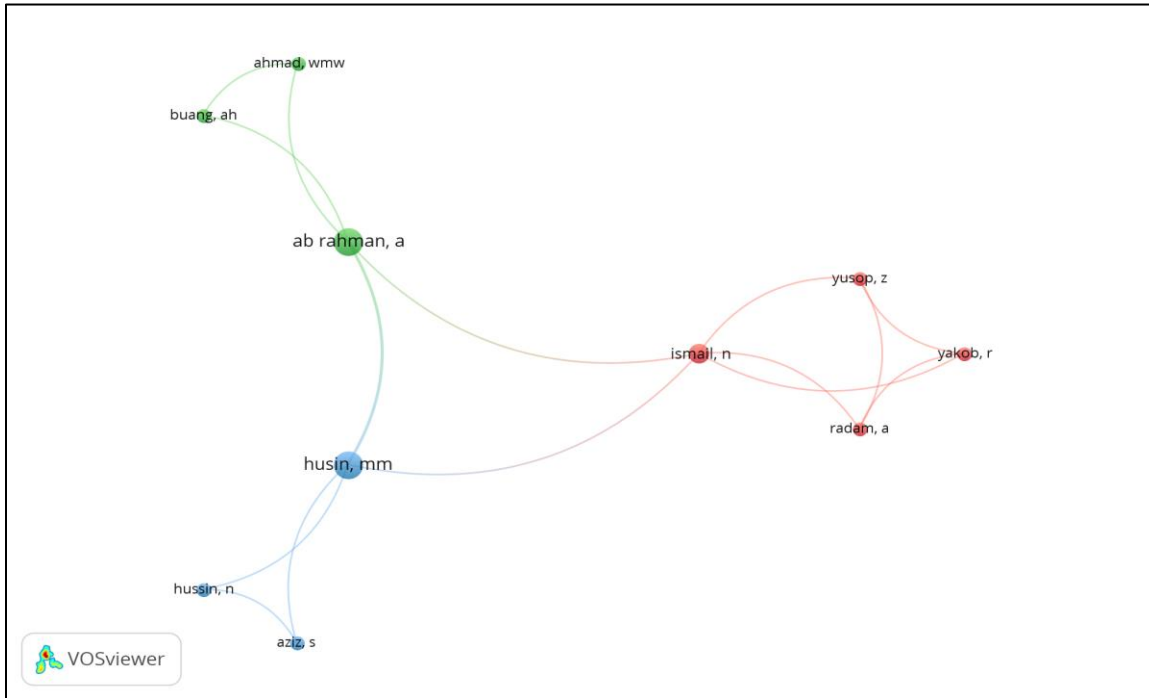 ahmad, wmw
buang, ah
ab rahman, a
yusop, z
ismail, n
yakob, r
radam, a
husin, mm
hussin, n
aziz, s
VOSviewer